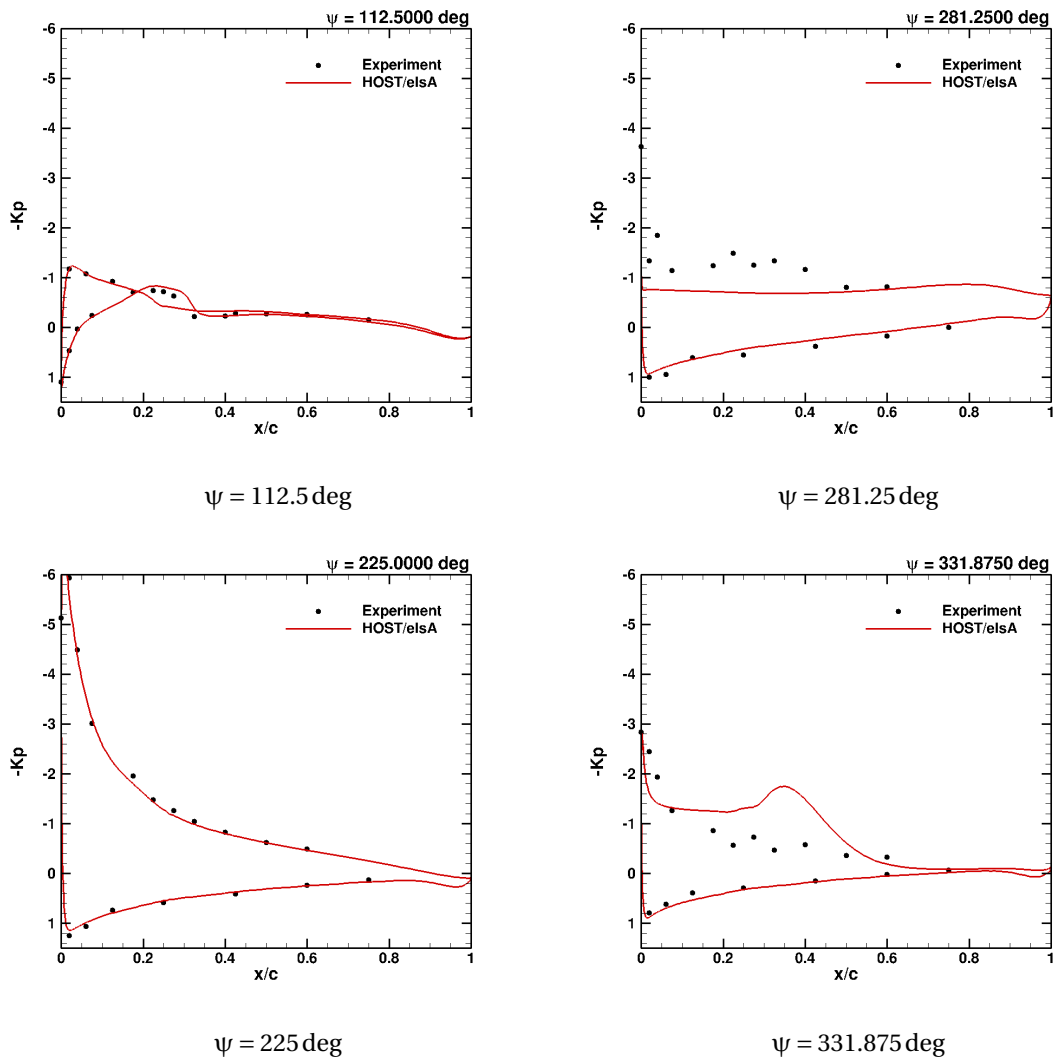 ψ = 112.5000 deg
Experiment
HOST/elsA
-6
-5
-4
-3
-2
-1
0
1
-Kp
0 0.2 0.4 0.6 0.8 1
x/c
ψ = 112.5 deg
ψ = 281.2500 deg
Experiment
HOST/elsA
-6
-5
-4
-3
-2
-1
0
1
-Kp
0 0.2 0.4 0.6 0.8 1
x/c
ψ = 281.25 deg
ψ = 225.0000 deg
Experiment
HOST/elsA
-6
-5
-4
-3
-2
-1
0
1
-Kp
0 0.2 0.4 0.6 0.8 1
x/c
ψ = 225 deg
ψ = 331.8750 deg
Experiment
HOST/elsA
-6
-5
-4
-3
-2
-1
0
1
-Kp
0 0.2 0.4 0.6 0.8 1
x/c
ψ = 331.875 deg